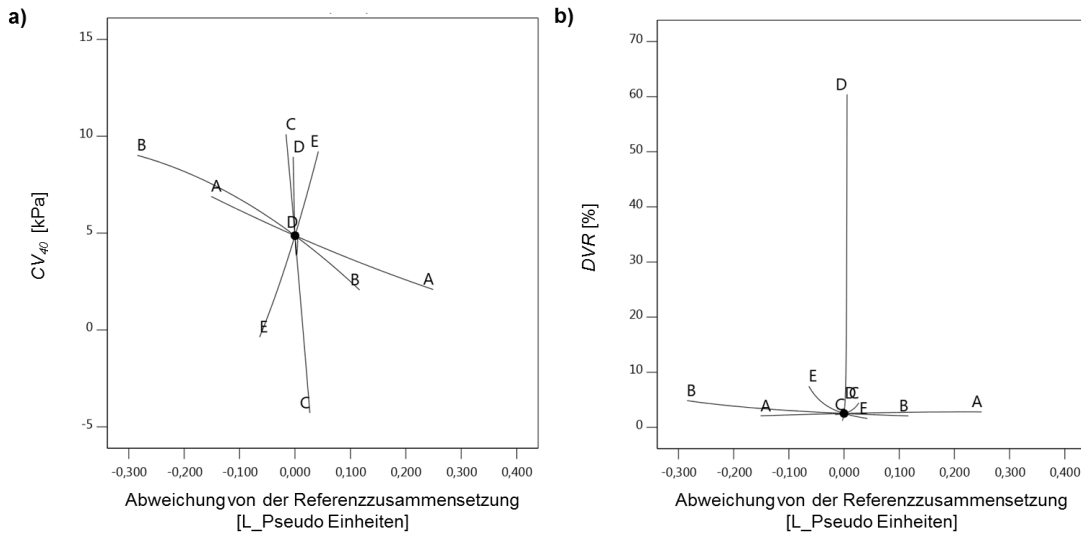 a)
15
10
5
0
-5
CV40 [kPa]
B
A
C
D
E
D
B
A
E
C
-0,300 -0,200 -0,100 0,000 0,100 0,200 0,300 0,400
Abweichung von der Referenzzusammensetzung
[L_Pseudo Einheiten]
b)
70
60
50
40
30
20
10
0
DVR [%]
D
B
A
E
D C
C
E
B
A
-0,300 -0,200 -0,100 0,000 0,100 0,200 0,300 0,400
Abweichung von der Referenzzusammensetzung
[L_Pseudo Einheiten]